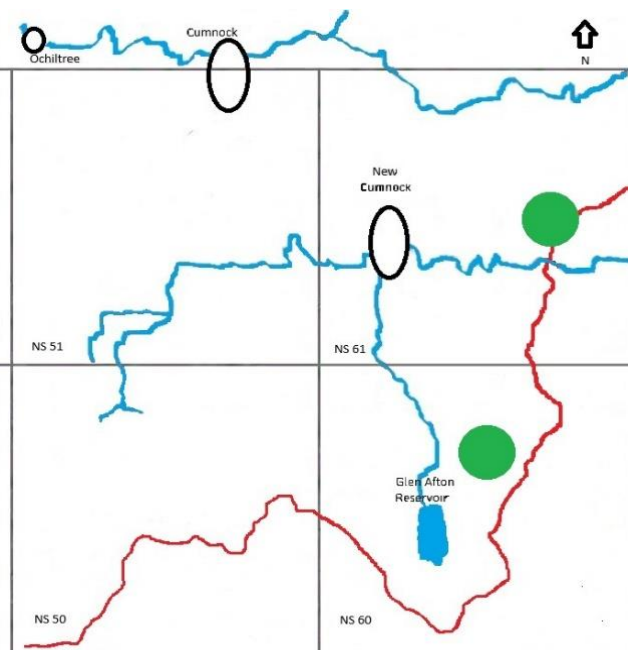 Cumnock
Ochiltree
N
New
Cumnock
NS 51
NS 61
Glen Afton
Reservoir
NS 50
NS 60